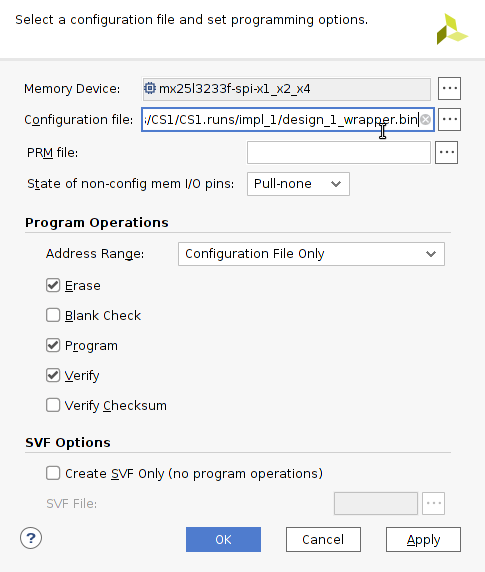 Select a configuration file and set programming options.
Memory Device: mx25l3233f-spi-x1_x2_x4
Configuration file: :/CS1/CS1.runs/impl_1/design_1_wrapper.bin
PRM file:
State of non-config mem I/O pins: Pull-none
Program Operations
Address Range: Configuration File Only
Erase
Blank Check
Program
Verify
Verify Checksum
SVF Options
Create SVF Only (no program operations)
SVF File:
? OK Cancel Apply